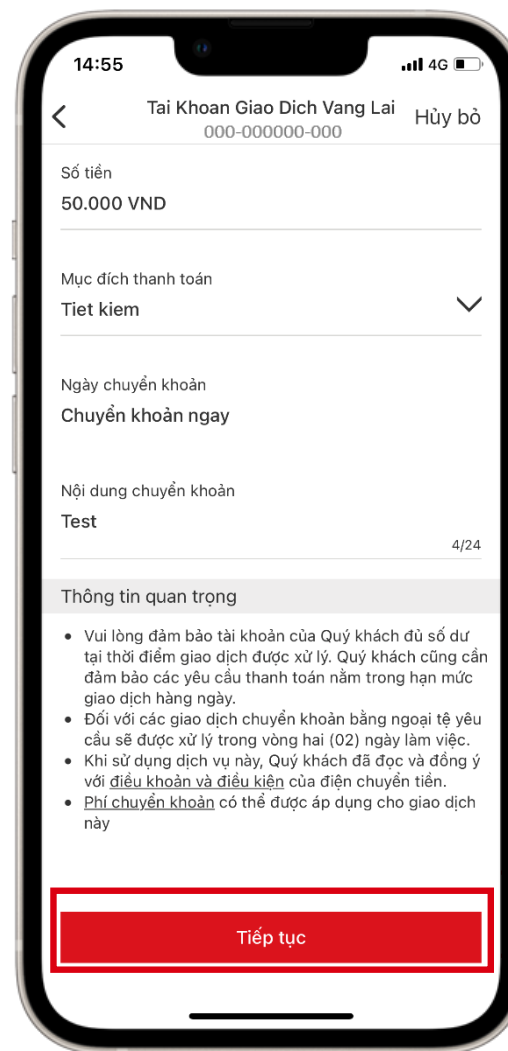 14:55
4G
Tai Khoan Giao Dich Vang Lai
000-000000-000
Hủy bỏ
Số tiền
50.000 VND
Mục đích thanh toán
Tiet kiem
Ngày chuyển khoản
Chuyển khoản ngay
Nội dung chuyển khoản
Test
4/24
Thông tin quan trọng
• Vui lòng đảm bảo tài khoản của Quý khách đủ số dư
tại thời điểm giao dịch được xử lý. Quý khách cũng cần
đảm bảo các yêu cầu thanh toán nằm trong hạn mức
giao dịch hàng ngày.
• Đối với các giao dịch chuyển khoản bằng ngoại tệ yêu
cầu sẽ được xử lý trong vòng hai (02) ngày làm việc.
• Khi sử dụng dịch vụ này, Quý khách đã đọc và đồng ý
với điều khoản và điều kiện của điện chuyển tiền.
• Phí chuyển khoản có thể được áp dụng cho giao dịch
này
Tiếp tục